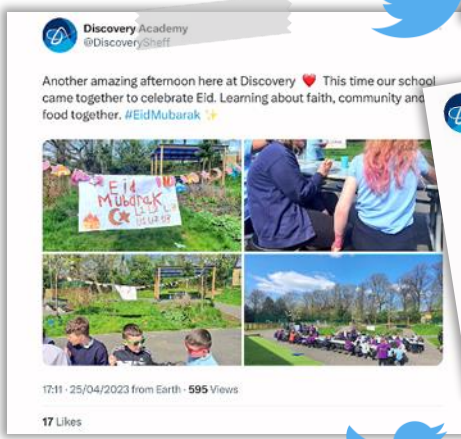 Discovery Academy
@DiscoverySheff
Another amazing afternoon here at Discovery ❤️ This time our school
came together to celebrate Eid. Learning about faith, community and
food together. #EidMubarak ✨
Eid
Mubarak
17:11 · 25/04/2023 from Earth · 595 Views
17 Likes